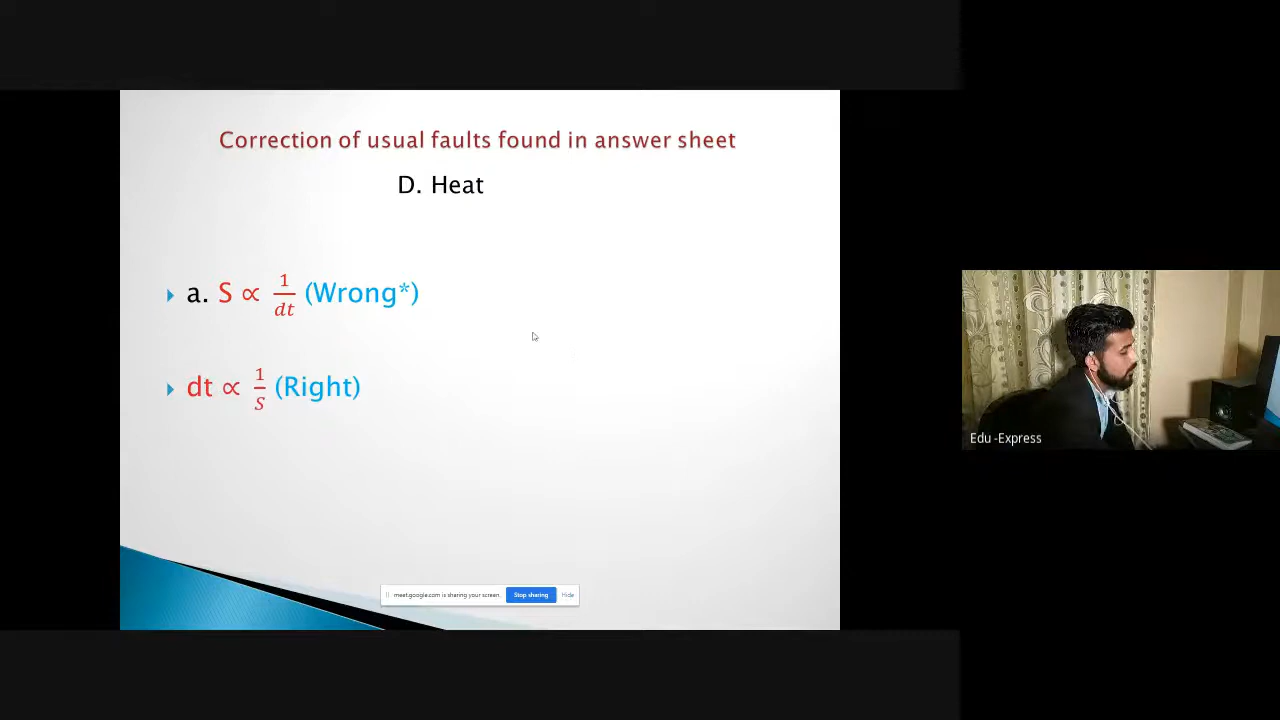 Correction of usual faults found in answer sheet
D. Heat
a. S ∝ 1/dt (Wrong*)
dt ∝ 1/S (Right)
meet.google.com is sharing your screen. Stop sharing Hide
Edu -Express